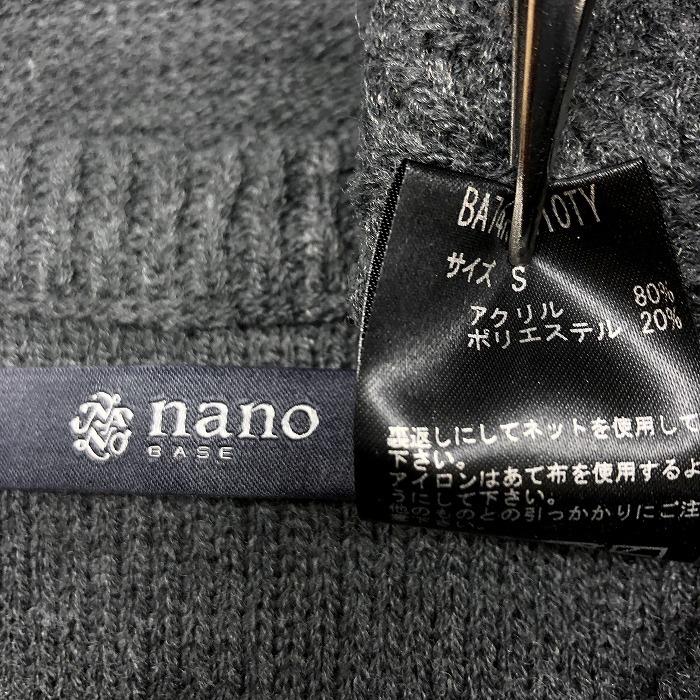 nano
BASE
サイズ S
アクリル 80%
ポリエステル 20%
裏返しにしてネットを使用して
下さい。
アイロンはあて布を使用するよ
うにして下さい。
との引っかかりにご注